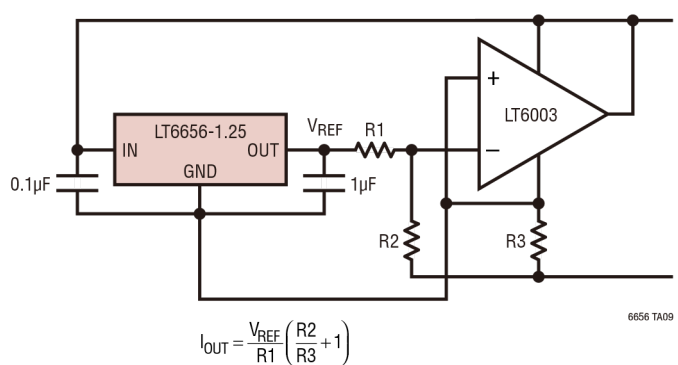 +
LT6003
−
LT6656-1.25
IN
OUT
GND
VREF
R1
0.1µF
1µF
R2
R3
6656 TA09
IOUT = VREF/R1 (R2/R3 + 1)